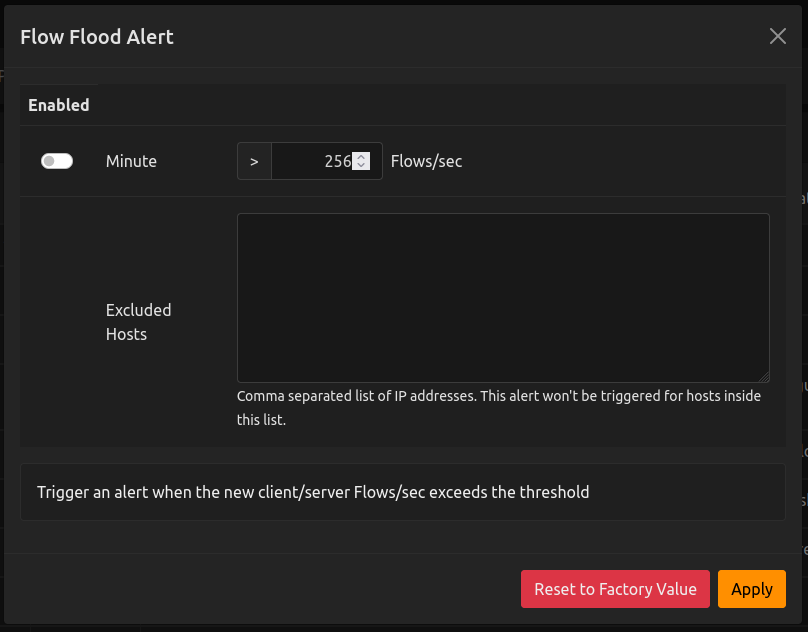 Flow Flood Alert
Enabled
Minute
>
256
Flows/sec
Excluded
Hosts
Comma separated list of IP addresses. This alert won't be triggered for hosts inside
this list.
Trigger an alert when the new client/server Flows/sec exceeds the threshold
Reset to Factory Value
Apply